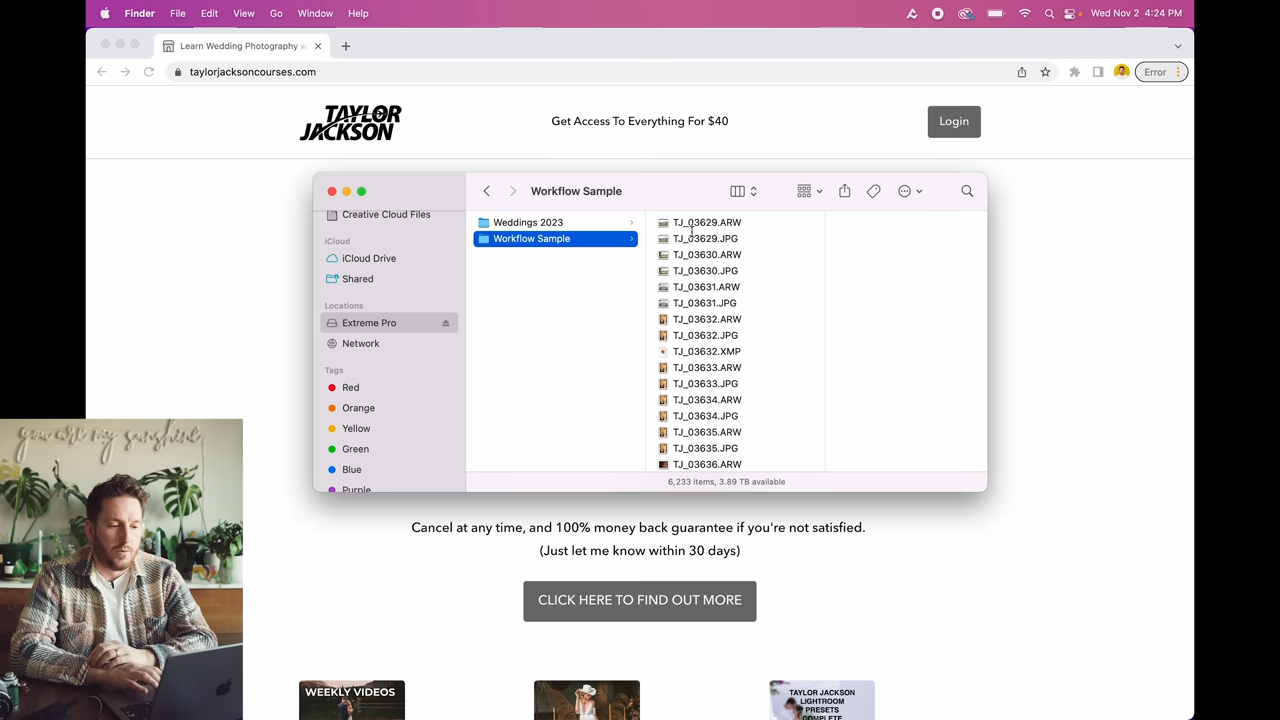 Finder File Edit View Go Window Help
Wed Nov 2 4:24 PM
Learn Wedding Photography w
taylorjacksoncourses.com
Error
TAYLOR
JACKSON
Get Access To Everything For $40
Login
Workflow Sample
Creative Cloud Files
iCloud
iCloud Drive
Shared
Locations
Extreme Pro
Network
Tags
Red
Orange
Yellow
Green
Blue
Purple
Weddings 2023
Workflow Sample
TJ_03629.ARW
TJ_03629.JPG
TJ_03630.ARW
TJ_03630.JPG
TJ_03631.ARW
TJ_03631.JPG
TJ_03632.ARW
TJ_03632.JPG
TJ_03632.XMP
TJ_03633.ARW
TJ_03633.JPG
TJ_03634.ARW
TJ_03634.JPG
TJ_03635.ARW
TJ_03635.JPG
TJ_03636.ARW
6,233 items, 3.89 TB available
you are my sunshine
Cancel at any time, and 100% money back guarantee if you're not satisfied.
(Just let me know within 30 days)
CLICK HERE TO FIND OUT MORE
WEEKLY VIDEOS
TAYLOR JACKSON
LIGHTROOM
PRESETS
COMPLETE